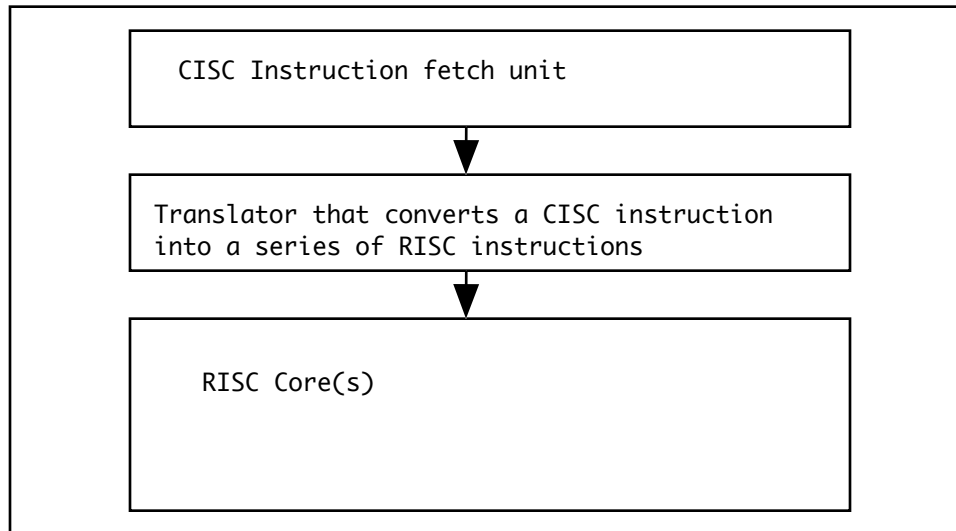 CISC Instruction fetch unit
Translator that converts a CISC instruction
into a series of RISC instructions
RISC Core(s)